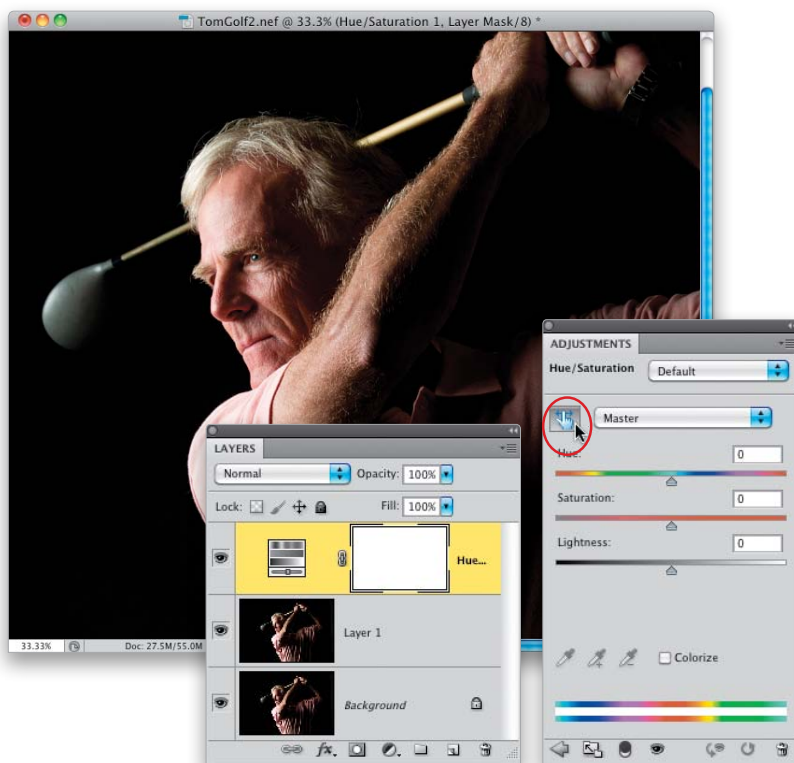 TomGolf2.nef @ 33.3% (Hue/Saturation 1, Layer Mask/8) *
33.33%
Doc: 27.5M/55.0M
LAYERS
Normal
Opacity: 100%
Lock:
Fill: 100%
Hue...
Layer 1
Background
fx.
ADJUSTMENTS
Hue/Saturation
Default
Master
Hue: 0
Saturation: 0
Lightness: 0
Colorize